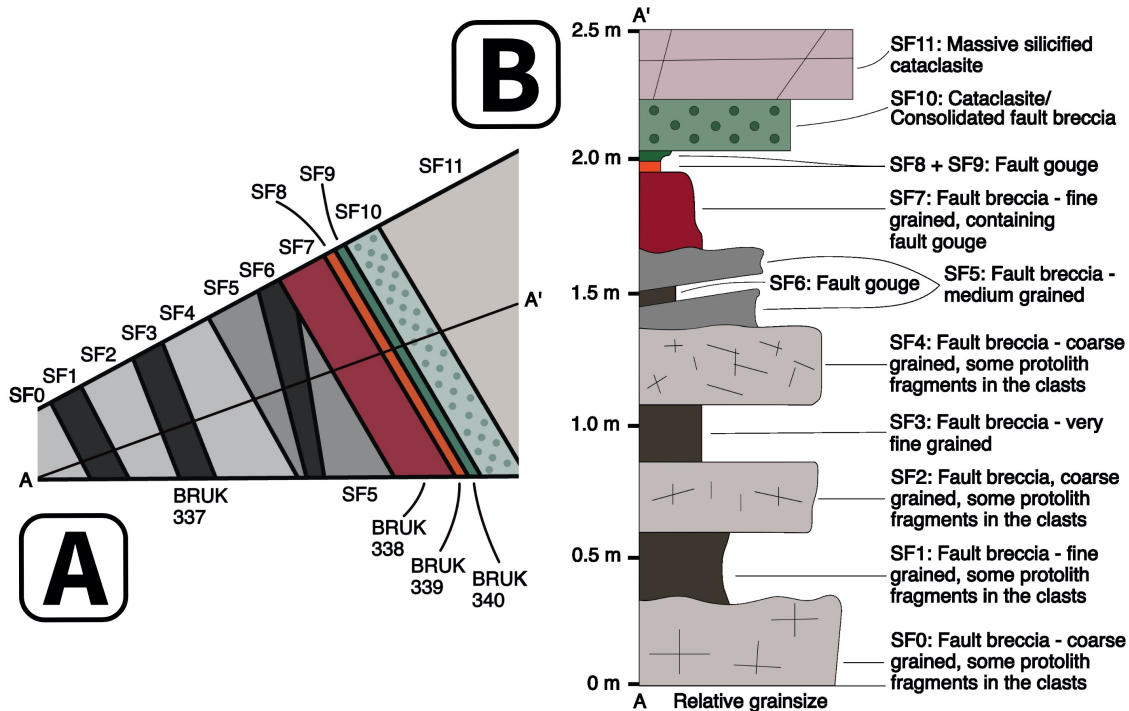 A'
B
2.5 m
SF11: Massive silicified
cataclasite
SF10: Cataclasite/
Consolidated fault breccia
2.0 m
SF8 + SF9: Fault gouge
SF7: Fault breccia - fine
grained, containing
fault gouge
SF6: Fault gouge
SF5: Fault breccia -
medium grained
1.5 m
SF4: Fault breccia - coarse
grained, some protolith
fragments in the clasts
1.0 m
SF3: Fault breccia - very
fine grained
SF2: Fault breccia, coarse
grained, some protolith
fragments in the clasts
0.5 m
SF1: Fault breccia - fine
grained, some protolith
fragments in the clasts
SF0: Fault breccia - coarse
grained, some protolith
fragments in the clasts
0 m
A
Relative grainsize
SF11
SF9
SF8
SF10
SF7
SF6
SF5
SF4
SF3
SF2
SF1
SF0
A'
A
BRUK
337
SF5
BRUK
338
BRUK
339
BRUK
340
A